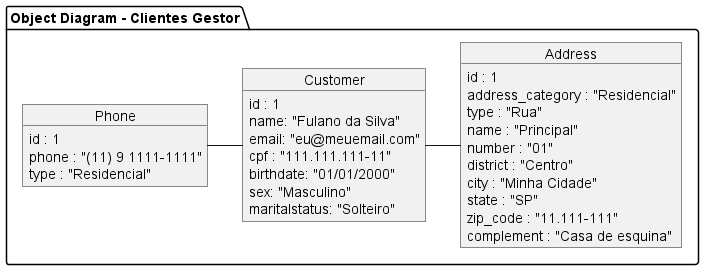 Object Diagram - Clientes Gestor
Phone
id : 1
phone : "(11) 9 1111-1111"
type : "Residencial"
Customer
id : 1
name: "Fulano da Silva"
email: "eu@meuemail.com"
cpf : "111.111.111-11"
birthdate: "01/01/2000"
sex: "Masculino"
maritalstatus: "Solteiro"
Address
id : 1
address_category : "Residencial"
type : "Rua"
name : "Principal"
number : "01"
district : "Centro"
city : "Minha Cidade"
state : "SP"
zip_code : "11.111-111"
complement : "Casa de esquina"